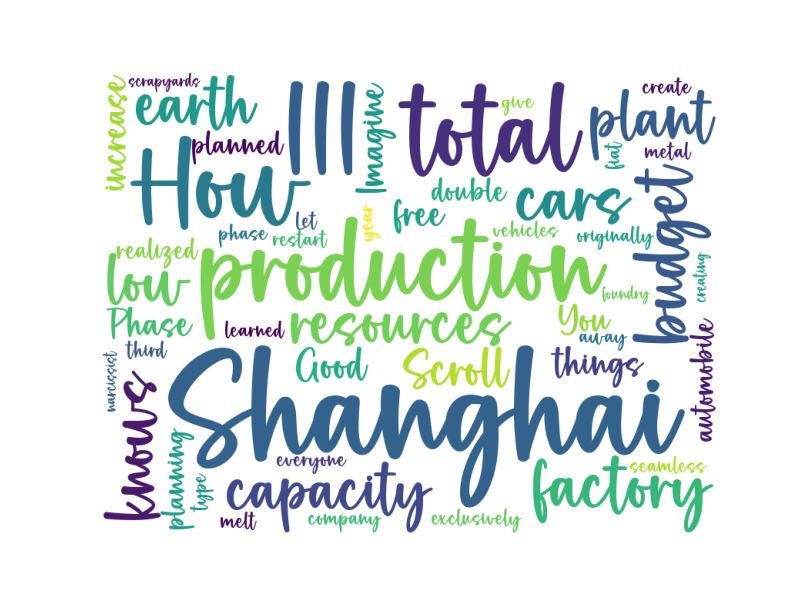 scrapyards
increase
earth
III
Imagine
total
give
create
plant
planned
How
fiat
metal
double
cars
budget
free
Let
year
phase
restart
vehicles
originally
realized
production
creating
low
foundry
Phase
learned
resources
You
away
automobile
third
narcissist
Good
Scroll
things
knows
Shanghai
planning
type
everyone
capacity
factory
seamless
melt
company
exclusively